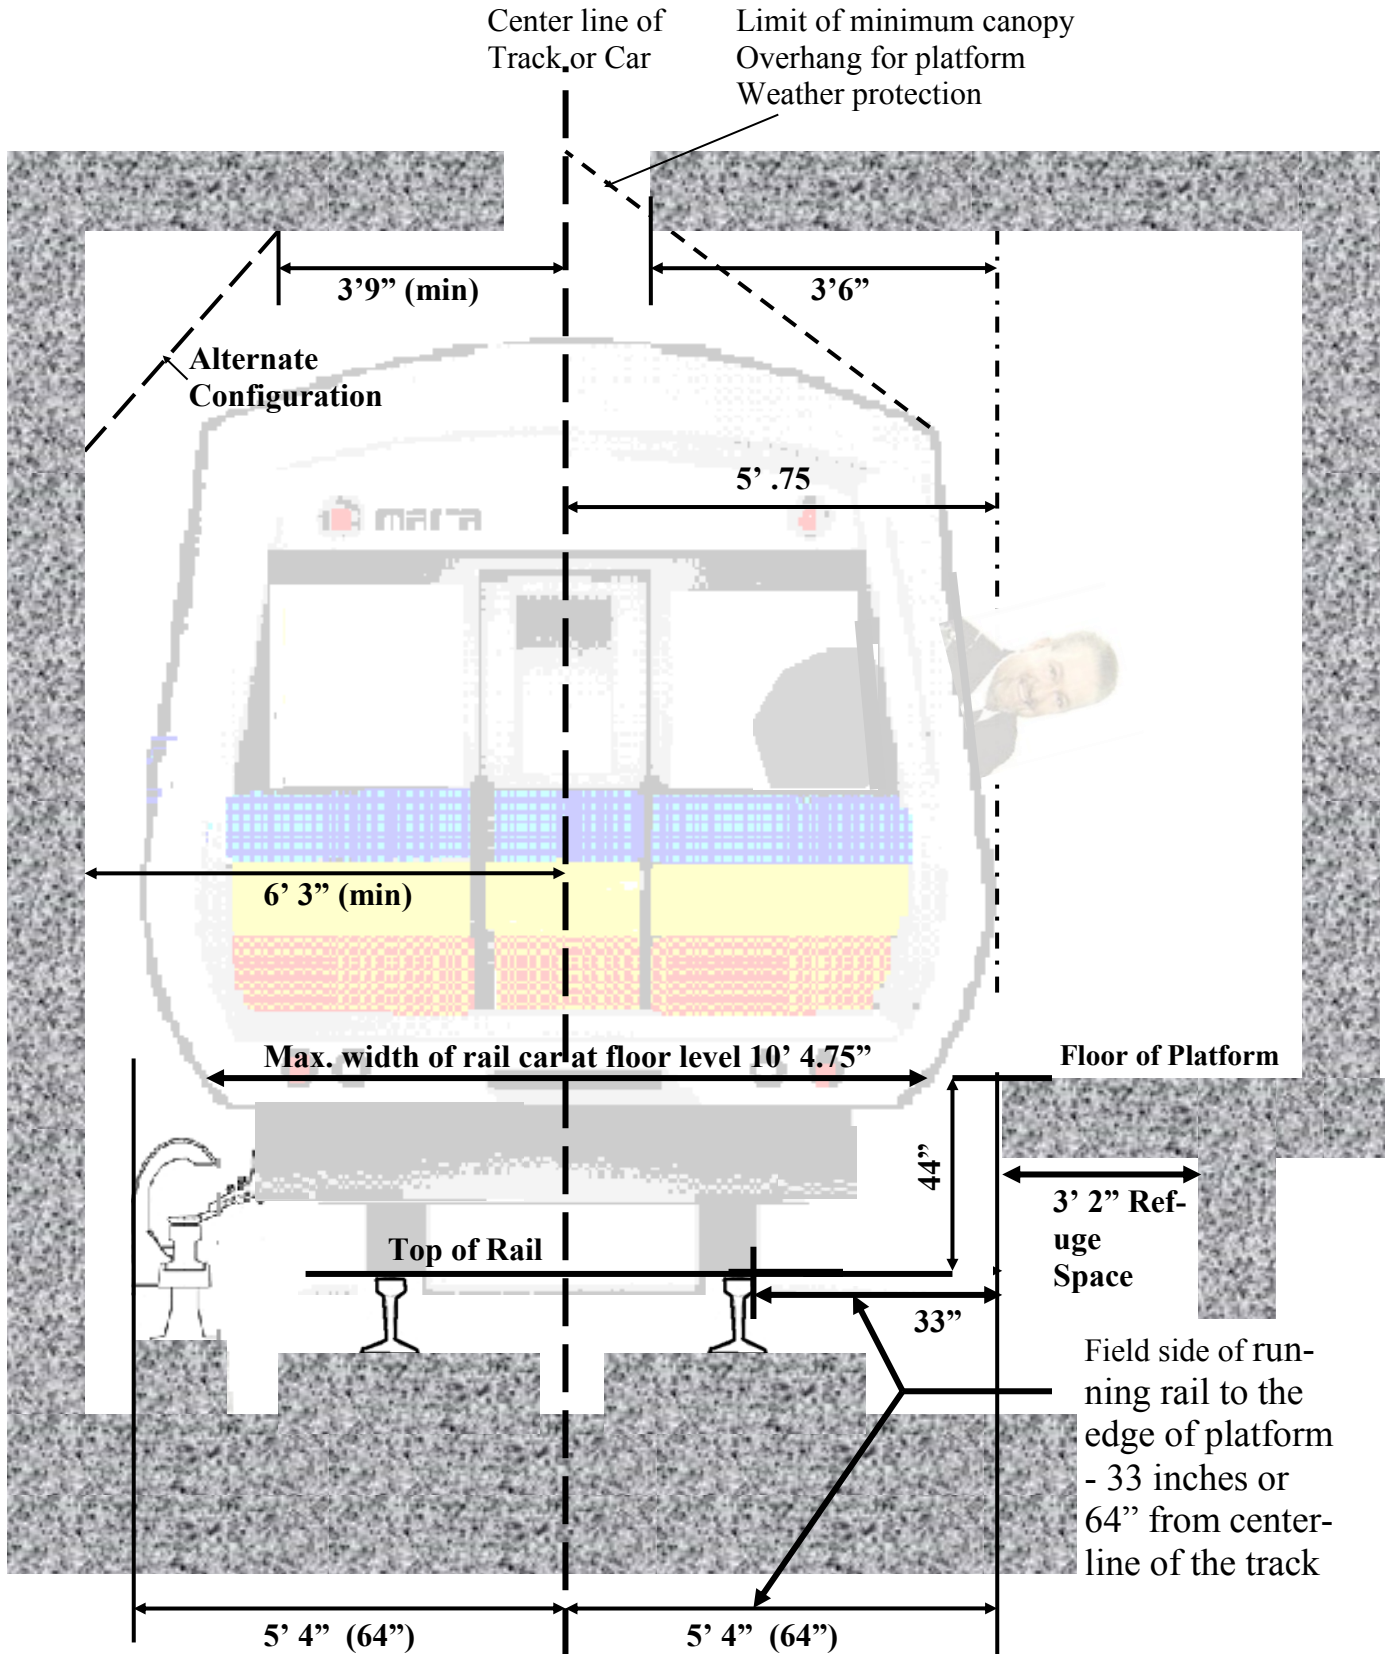 Center line of
Track or Car
Limit of minimum canopy
Overhang for platform
Weather protection
3’9” (min)
3’6”
Alternate
Configuration
5’ .75
marta
6’ 3” (min)
Max. width of rail car at floor level 10’ 4.75”
Floor of Platform
44”
3’ 2” Ref-
uge
Space
Top of Rail
33”
Field side of run-
ning rail to the
edge of platform
- 33 inches or
64” from center-
line of the track
5’ 4”  (64”)
5’ 4”  (64”)